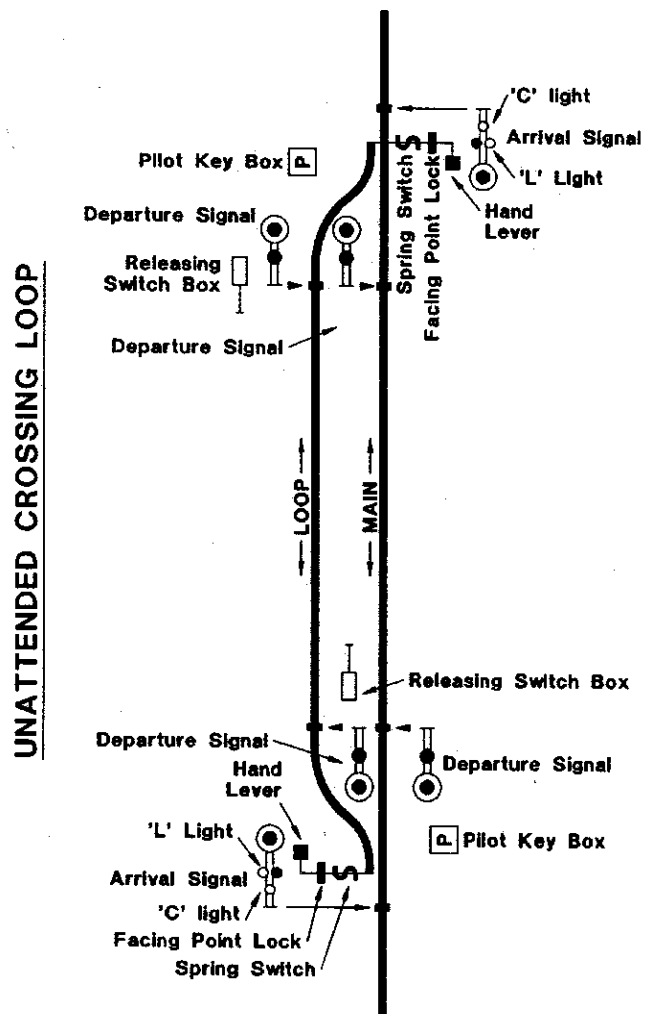 UNATTENDED CROSSING LOOP
'C' light
Arrival Signal
'L' Light
Hand
Lever
Spring Switch
Facing Point Lock
Pilot Key Box
P
Departure Signal
Releasing
Switch Box
Departure Signal
LOOP
MAIN
Releasing Switch Box
Departure Signal
Hand
Lever
Departure Signal
'L' Light
P
Pilot Key Box
Arrival Signal
'C' light
Facing Point Lock
Spring Switch